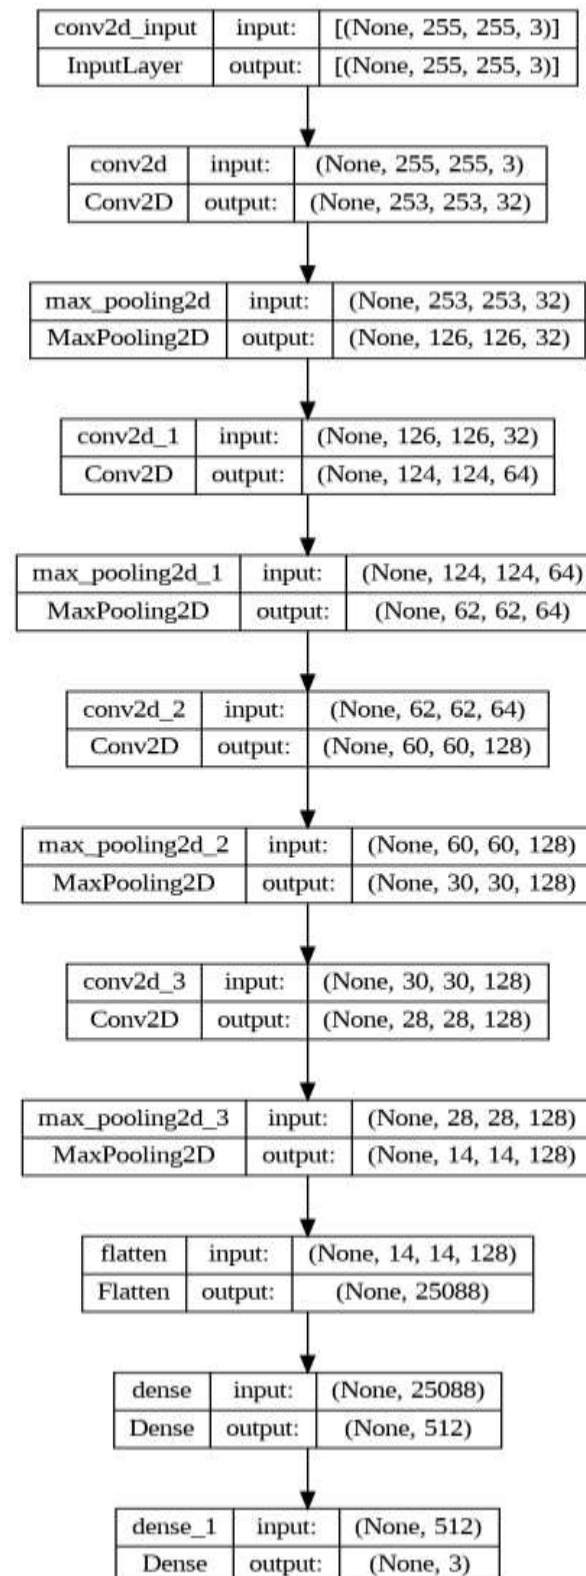 conv2d_input input: [(None, 255, 255, 3)]
InputLayer output: [(None, 255, 255, 3)]
conv2d input: (None, 255, 255, 3)
Conv2D output: (None, 253, 253, 32)
max_pooling2d input: (None, 253, 253, 32)
MaxPooling2D output: (None, 126, 126, 32)
conv2d_1 input: (None, 126, 126, 32)
Conv2D output: (None, 124, 124, 64)
max_pooling2d_1 input: (None, 124, 124, 64)
MaxPooling2D output: (None, 62, 62, 64)
conv2d_2 input: (None, 62, 62, 64)
Conv2D output: (None, 60, 60, 128)
max_pooling2d_2 input: (None, 60, 60, 128)
MaxPooling2D output: (None, 30, 30, 128)
conv2d_3 input: (None, 30, 30, 128)
Conv2D output: (None, 28, 28, 128)
max_pooling2d_3 input: (None, 28, 28, 128)
MaxPooling2D output: (None, 14, 14, 128)
flatten input: (None, 14, 14, 128)
Flatten output: (None, 25088)
dense input: (None, 25088)
Dense output: (None, 512)
dense_1 input: (None, 512)
Dense output: (None, 3)